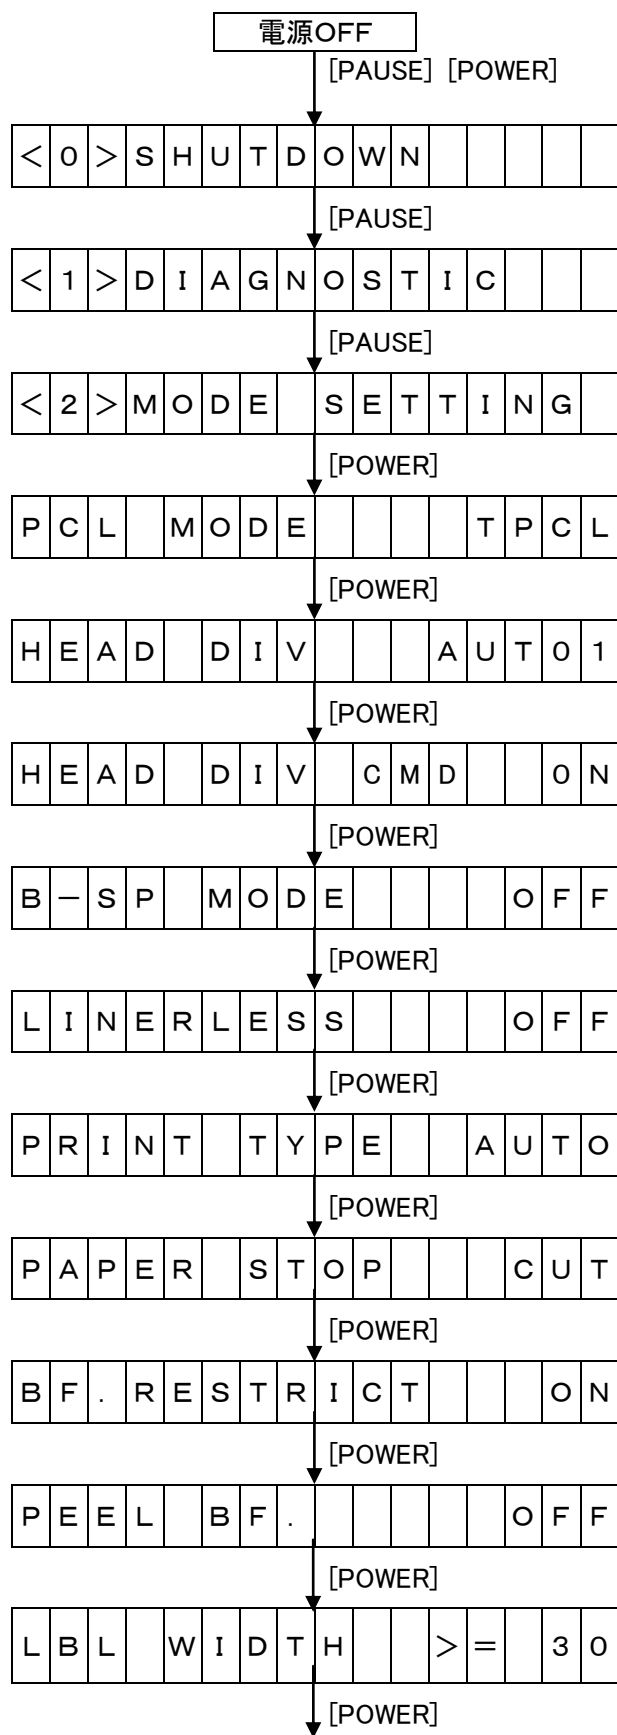 電源OFF
[PAUSE] [POWER]
<0>SHUTDOWN
[PAUSE]
<1>DIAGNOSTIC
[PAUSE]
<2>MODE SETTING
[POWER]
PCL MODE TPCL
[POWER]
HEAD DIV AUTO1
[POWER]
HEAD DIV CMD ON
[POWER]
B-SP MODE OFF
[POWER]
LINERLESS OFF
[POWER]
PRINT TYPE AUTO
[POWER]
PAPER STOP CUT
[POWER]
BF.RESTRICT ON
[POWER]
PEEL BF. OFF
[POWER]
LBL WIDTH >= 30
[POWER]